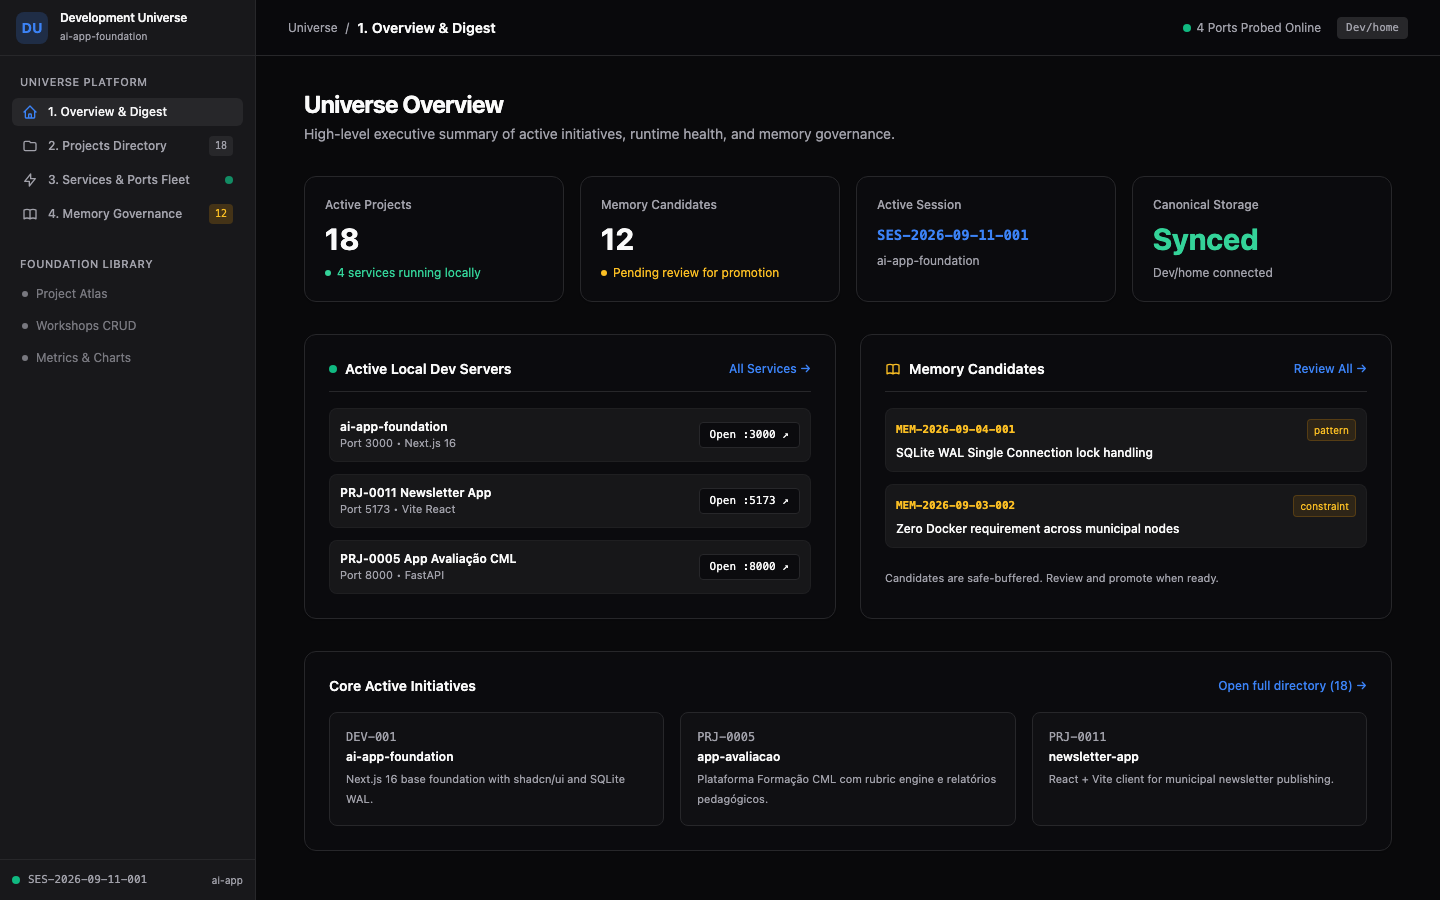 DU
Development Universe
ai-app-foundation
UNIVERSE PLATFORM
1. Overview & Digest
2. Projects Directory 18
3. Services & Ports Fleet
4. Memory Governance 12
FOUNDATION LIBRARY
Project Atlas
Workshops CRUD
Metrics & Charts
SES-2026-09-11-001 ai-app
Universe / 1. Overview & Digest
4 Ports Probed Online Dev/home
Universe Overview
High-level executive summary of active initiatives, runtime health, and memory governance.
Active Projects
18
4 services running locally
Memory Candidates
12
Pending review for promotion
Active Session
SES-2026-09-11-001
ai-app-foundation
Canonical Storage
Synced
Dev/home connected
Active Local Dev Servers All Services →
ai-app-foundation
Port 3000 • Next.js 16
Open :3000 ↗
PRJ-0011 Newsletter App
Port 5173 • Vite React
Open :5173 ↗
PRJ-0005 App Avaliação CML
Port 8000 • FastAPI
Open :8000 ↗
Memory Candidates Review All →
MEM-2026-09-04-001 pattern
SQLite WAL Single Connection lock handling
MEM-2026-09-03-002 constraint
Zero Docker requirement across municipal nodes
Candidates are safe-buffered. Review and promote when ready.
Core Active Initiatives Open full directory (18) →
DEV-001
ai-app-foundation
Next.js 16 base foundation with shadcn/ui and SQLite
WAL.
PRJ-0005
app-avaliacao
Plataforma Formação CML com rubric engine e relatórios
pedagógicos.
PRJ-0011
newsletter-app
React + Vite client for municipal newsletter publishing.